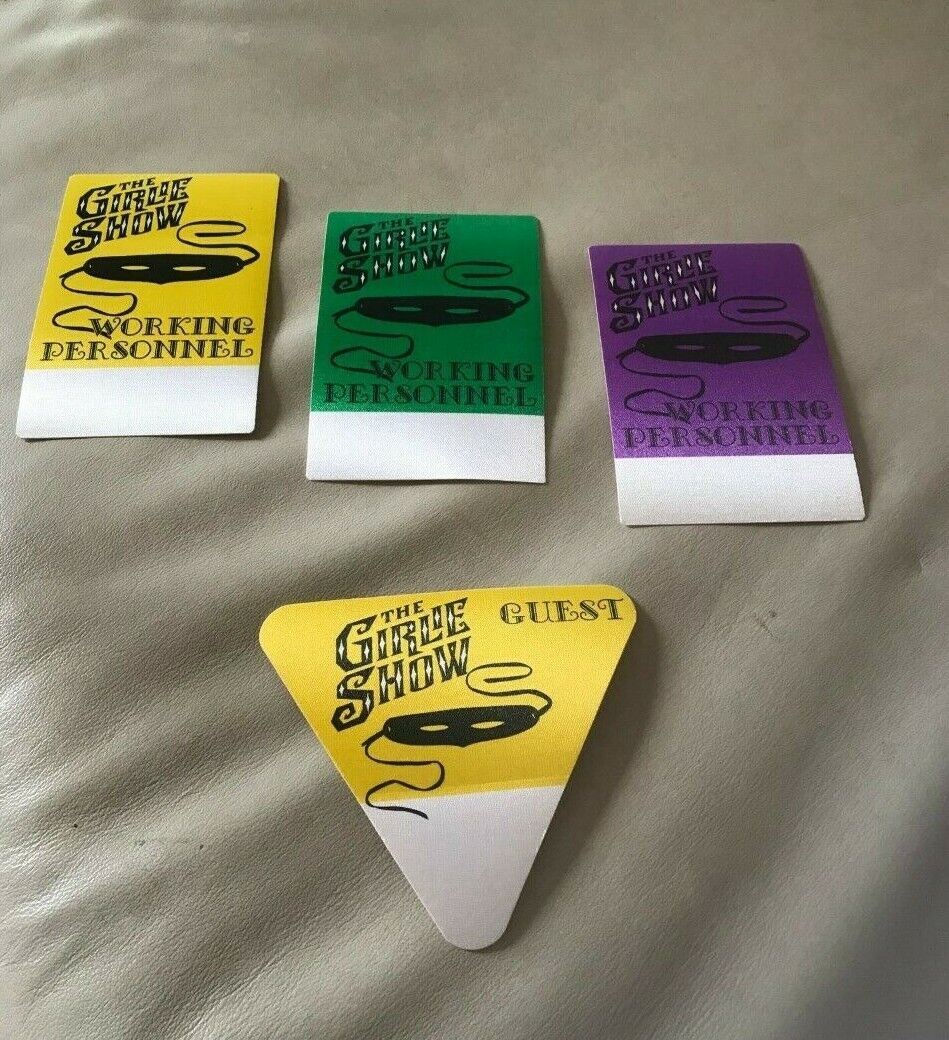 THE
GIRLIE
SHOW
WORKING
PERSONNEL
THE
GIRLIE
SHOW
WORKING
PERSONNEL
THE
GIRLIE
SHOW
WORKING
PERSONNEL
THE
GIRLIE
SHOW
GUEST